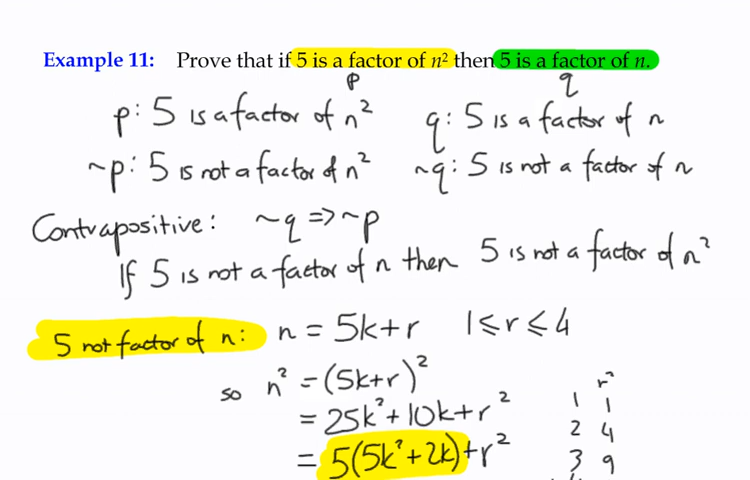 Example 11: Prove that if 5 is a factor of n² then 5 is a factor of n.
p q
p: 5 is a factor of n² q: 5 is a factor of n
~p: 5 is not a factor of n² ~q: 5 is not a factor of n
Contrapositive: ~q => ~p
If 5 is not a factor of n then 5 is not a factor of n²
5 not factor of n: n = 5k+r 1 ⩽ r ⩽ 4
so n² = (5k+r)²
= 25k²+10k+r²
= 5(5k²+2k)+r²
r²
1 1
2 4
3 9